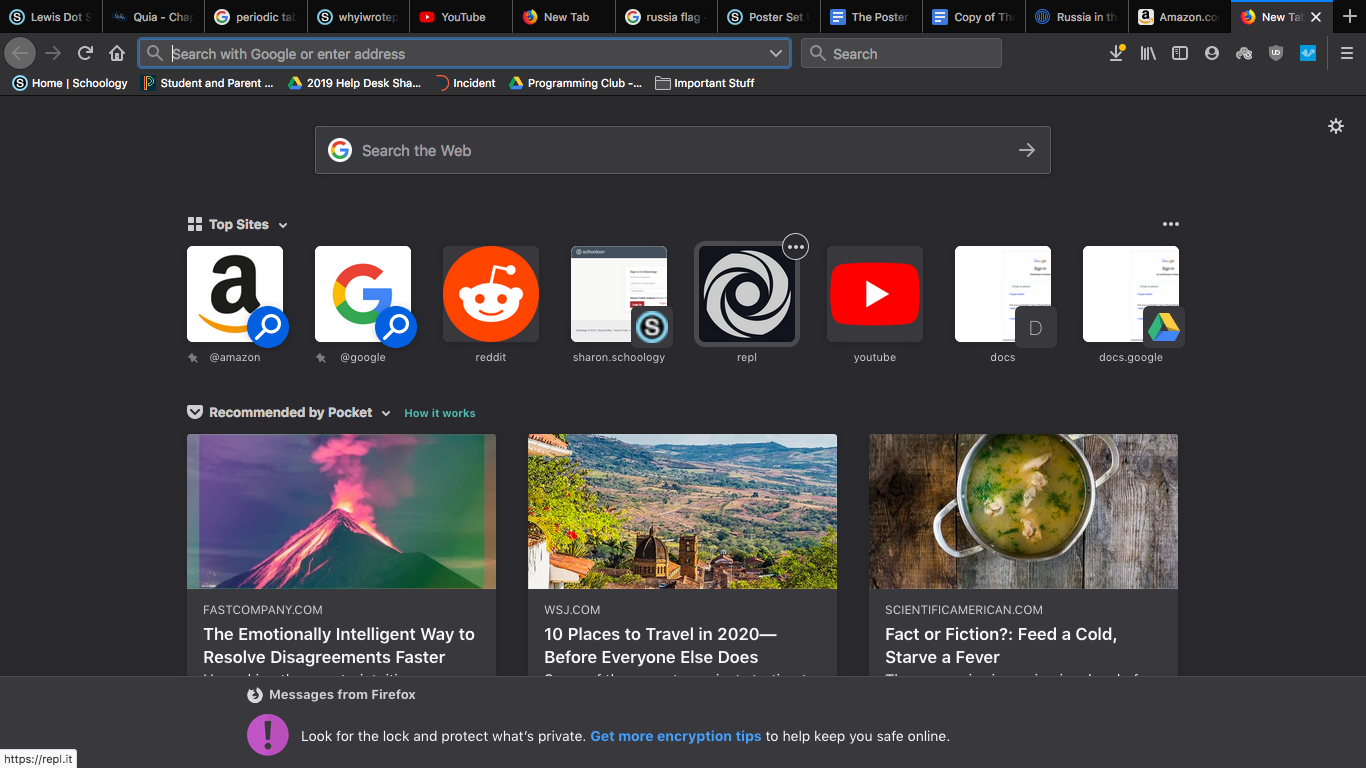 Lewis Dot S
Quia - Chap
periodic tab
whyiwrotep
YouTube
New Tab
russia flag -
Poster Set U
The Poster
Copy of The
Russia in th
Amazon.co
New Tab
Search with Google or enter address
Search
Home | Schoology
Student and Parent ...
2019 Help Desk Sha...
Incident
Programming Club -...
Important Stuff
Search the Web
Top Sites
@amazon
@google
reddit
sharon.schoology
repl
youtube
D
docs
docs.google
Recommended by Pocket
How it works
FASTCOMPANY.COM
The Emotionally Intelligent Way to
Resolve Disagreements Faster
WSJ.COM
10 Places to Travel in 2020—
Before Everyone Else Does
SCIENTIFICAMERICAN.COM
Fact or Fiction?: Feed a Cold,
Starve a Fever
Messages from Firefox
Look for the lock and protect what's private. Get more encryption tips to help keep you safe online.
https://repl.it